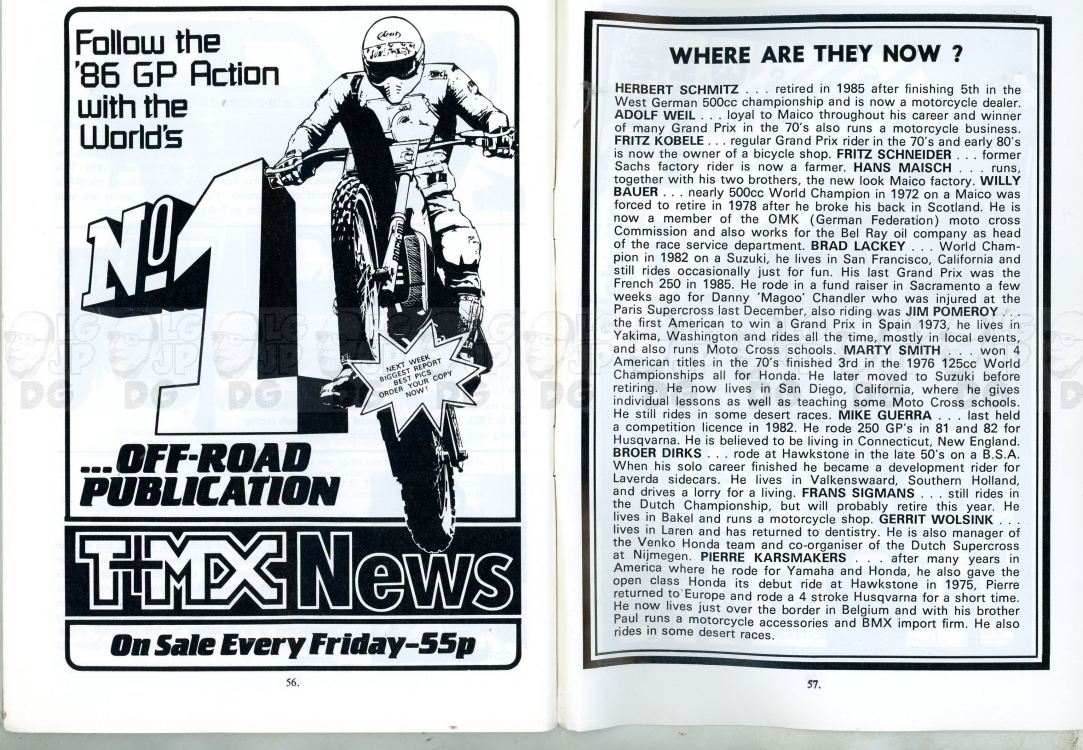 Follow the
'86 GP Action
with the
World's
No
1
NEXT WEEK
BIGGEST REPORT
BEST PICS
ORDER YOUR COPY
NOW!
...OFF-ROAD
PUBLICATION
T+MX News
On Sale Every Friday-55p
56.
WHERE ARE THEY NOW ?
HERBERT SCHMITZ . . . retired in 1985 after finishing 5th in the
West German 500cc championship and is now a motorcycle dealer.
ADOLF WEIL . . . loyal to Maico throughout his career and winner
of many Grand Prix in the 70's also runs a motorcycle business.
FRITZ KOBELE . . . regular Grand Prix rider in the 70's and early 80's
is now the owner of a bicycle shop. FRITZ SCHNEIDER . . . former
Sachs factory rider is now a farmer. HANS MAISCH . . . runs,
together with his two brothers, the new look Maico factory. WILLY
BAUER . . . nearly 500cc World Champion in 1972 on a Maico was
forced to retire in 1978 after he broke his back in Scotland. He is
now a member of the OMK (German Federation) moto cross
Commission and also works for the Bel Ray oil company as head
of the race service department. BRAD LACKEY . . . World Cham-
pion in 1982 on a Suzuki, he lives in San Francisco, California and
still rides occasionally just for fun. His last Grand Prix was the
French 250 in 1985. He rode in a fund raiser in Sacramento a few
weeks ago for Danny 'Magoo' Chandler who was injured at the
Paris Supercross last December, also riding was JIM POMEROY . . .
the first American to win a Grand Prix in Spain 1973, he lives in
Yakima, Washington and rides all the time, mostly in local events,
and also runs Moto Cross schools. MARTY SMITH . . . won 4
American titles in the 70's finished 3rd in the 1976 125cc World
Championships all for Honda. He later moved to Suzuki before
retiring. He now lives in San Diego, California, where he gives
individual lessons as well as teaching some Moto Cross schools.
He still rides in some desert races. MIKE GUERRA . . . last held
a competition licence in 1982. He rode 250 GP's in 81 and 82 for
Husqvarna. He is believed to be living in Connecticut, New England.
BROER DIRKS . . . rode at Hawkstone in the late 50's on a B.S.A.
When his solo career finished he became a development rider for
Laverda sidecars. He lives in Valkenswaard, Southern Holland,
and drives a lorry for a living. FRANS SIGMANS . . . still rides in
the Dutch Championship, but will probably retire this year. He
lives in Bakel and runs a motorcycle shop. GERRIT WOLSINK . . .
lives in Laren and has returned to dentistry. He is also manager of
the Venko Honda team and co-organiser of the Dutch Supercross
at Nijmegen. PIERRE KARSMAKERS . . . after many years in
America where he rode for Yamaha and Honda, he also gave the
open class Honda its debut ride at Hawkstone in 1975, Pierre
returned to Europe and rode a 4 stroke Husqvarna for a short time.
He now lives just over the border in Belgium and with his brother
Paul runs a motorcycle accessories and BMX import firm. He also
rides in some desert races.
57.